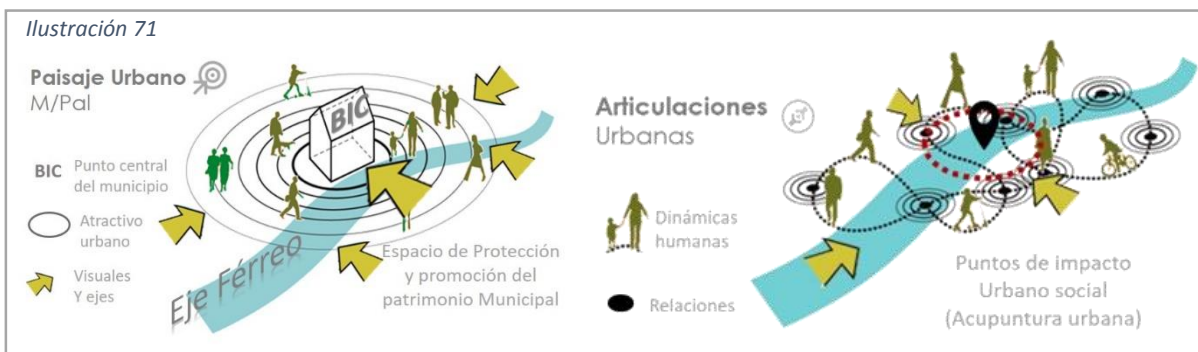 Ilustración 71
Paisaje Urbano
M/Pal
BIC
BIC Punto central
del municipio
Atractivo
urbano
Visuales
Y ejes
Eje Férreo
Espacio de Protección
y promoción del
patrimonio Municipal
Articulaciones
Urbanas
Dinámicas
humanas
Relaciones
Puntos de impacto
Urbano social
(Acupuntura urbana)